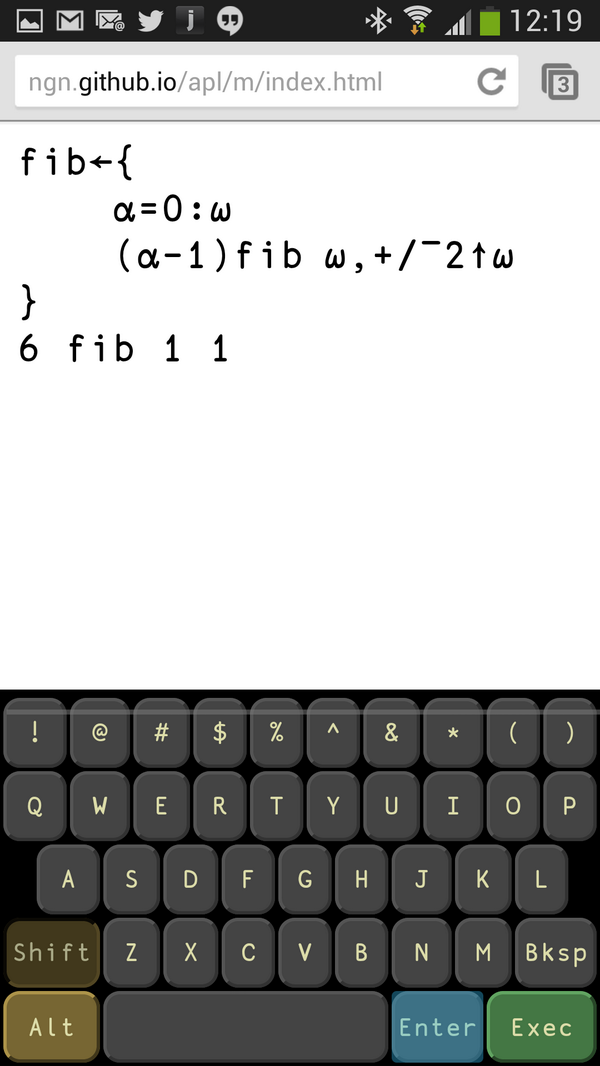 12:19
ngn.github.io/apl/m/index.html
3
fib←{
α=0:ω
(α-1)fib ω,+/¯2↑ω
}
6 fib 1 1
! @ # $ % ^ & * ( )
Q W E R T Y U I O P
A S D F G H J K L
Shift Z X C V B N M Bksp
Alt Enter Exec